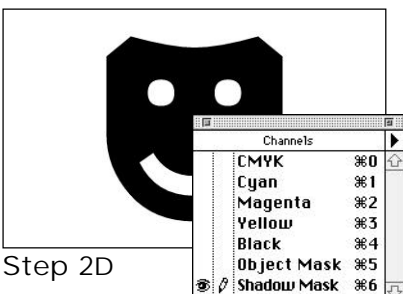 Channels
CMYK ⌘0
Cyan ⌘1
Magenta ⌘2
Yellow ⌘3
Black ⌘4
Object Mask ⌘5
Shadow Mask ⌘6
Step 2D